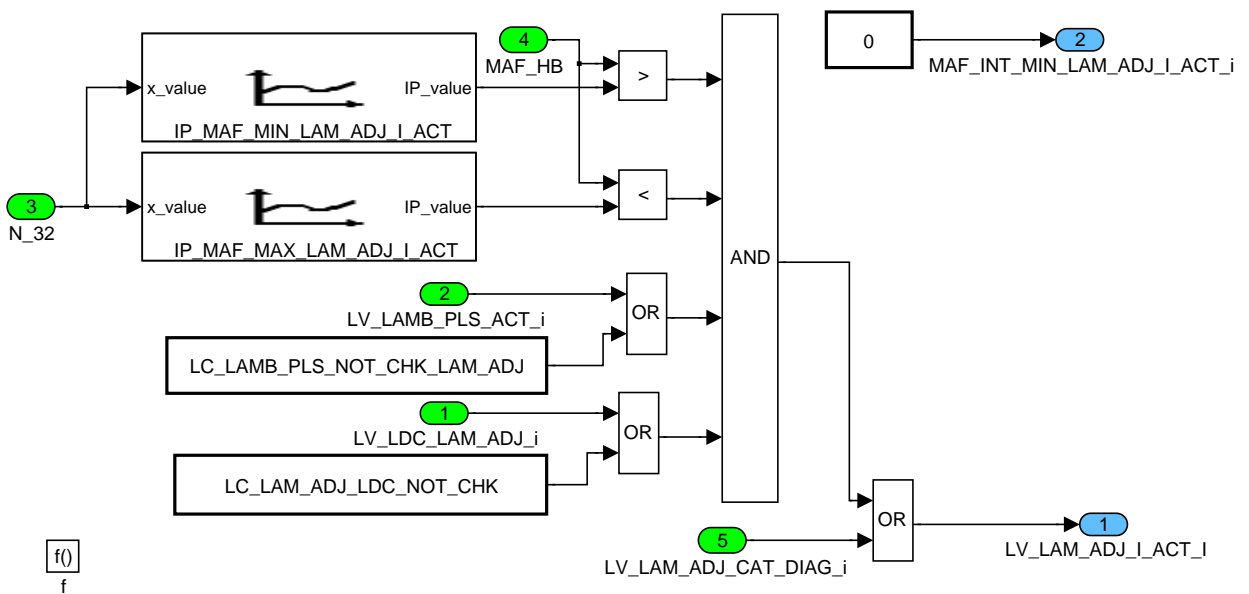 x_value
IP_value
IP_MAF_MIN_LAM_ADJ_I_ACT
4
MAF_HB
>
0
2
MAF_INT_MIN_LAM_ADJ_I_ACT_i
3
N_32
x_value
IP_value
IP_MAF_MAX_LAM_ADJ_I_ACT
<
AND
2
LV_LAMB_PLS_ACT_i
OR
LC_LAMB_PLS_NOT_CHK_LAM_ADJ
1
LV_LDC_LAM_ADJ_i
OR
LC_LAM_ADJ_LDC_NOT_CHK
5
LV_LAM_ADJ_CAT_DIAG_i
OR
1
LV_LAM_ADJ_I_ACT_I
f()
f